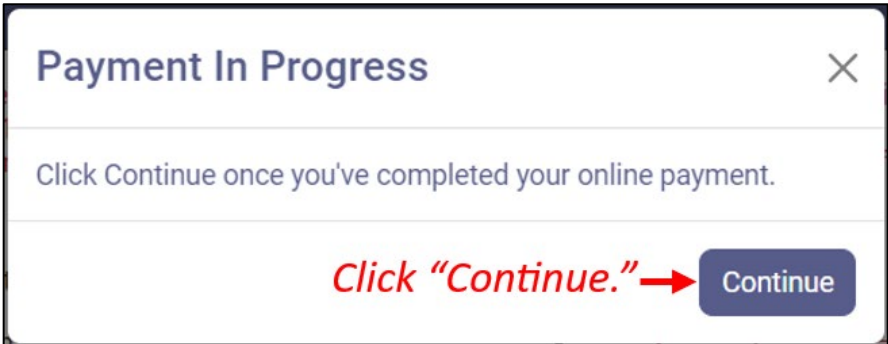 Payment In Progress
Click Continue once you've completed your online payment.
Click “Continue.” Continue